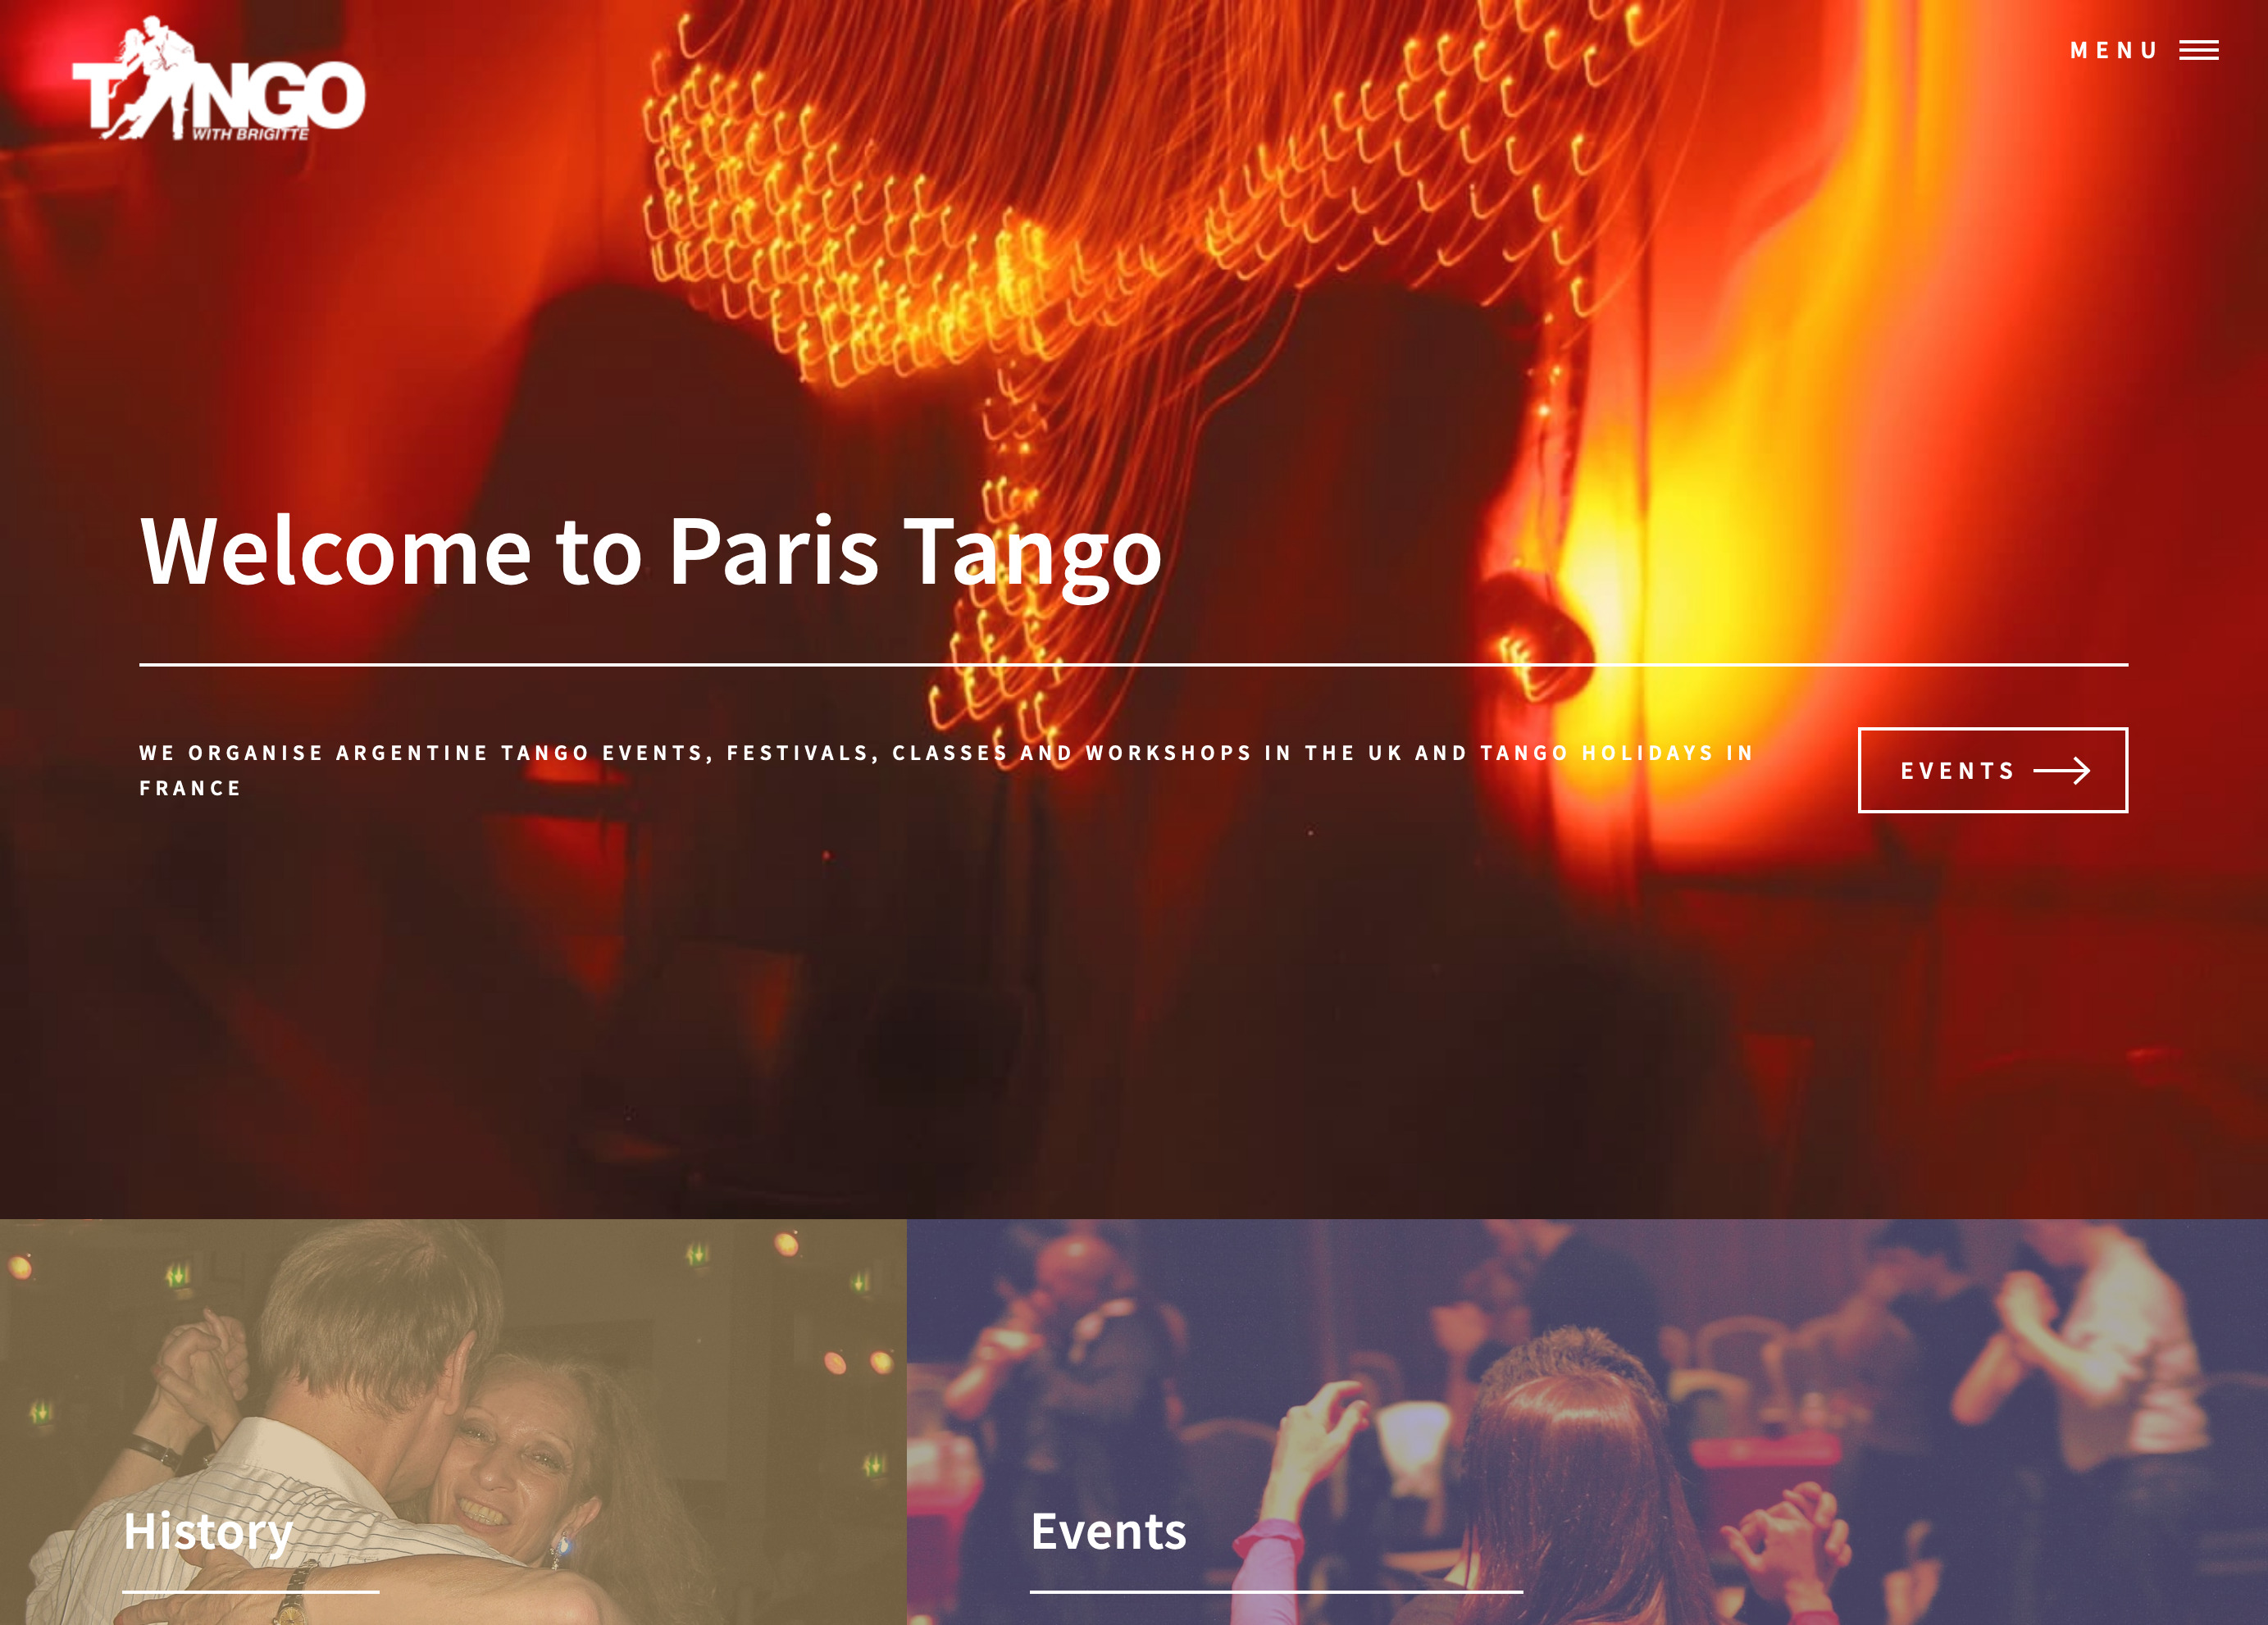 TANGO
WITH BRIGITTE
MENU
Welcome to Paris Tango
WE ORGANISE ARGENTINE TANGO EVENTS, FESTIVALS, CLASSES AND WORKSHOPS IN THE UK AND TANGO HOLIDAYS IN
FRANCE
EVENTS
History
Events